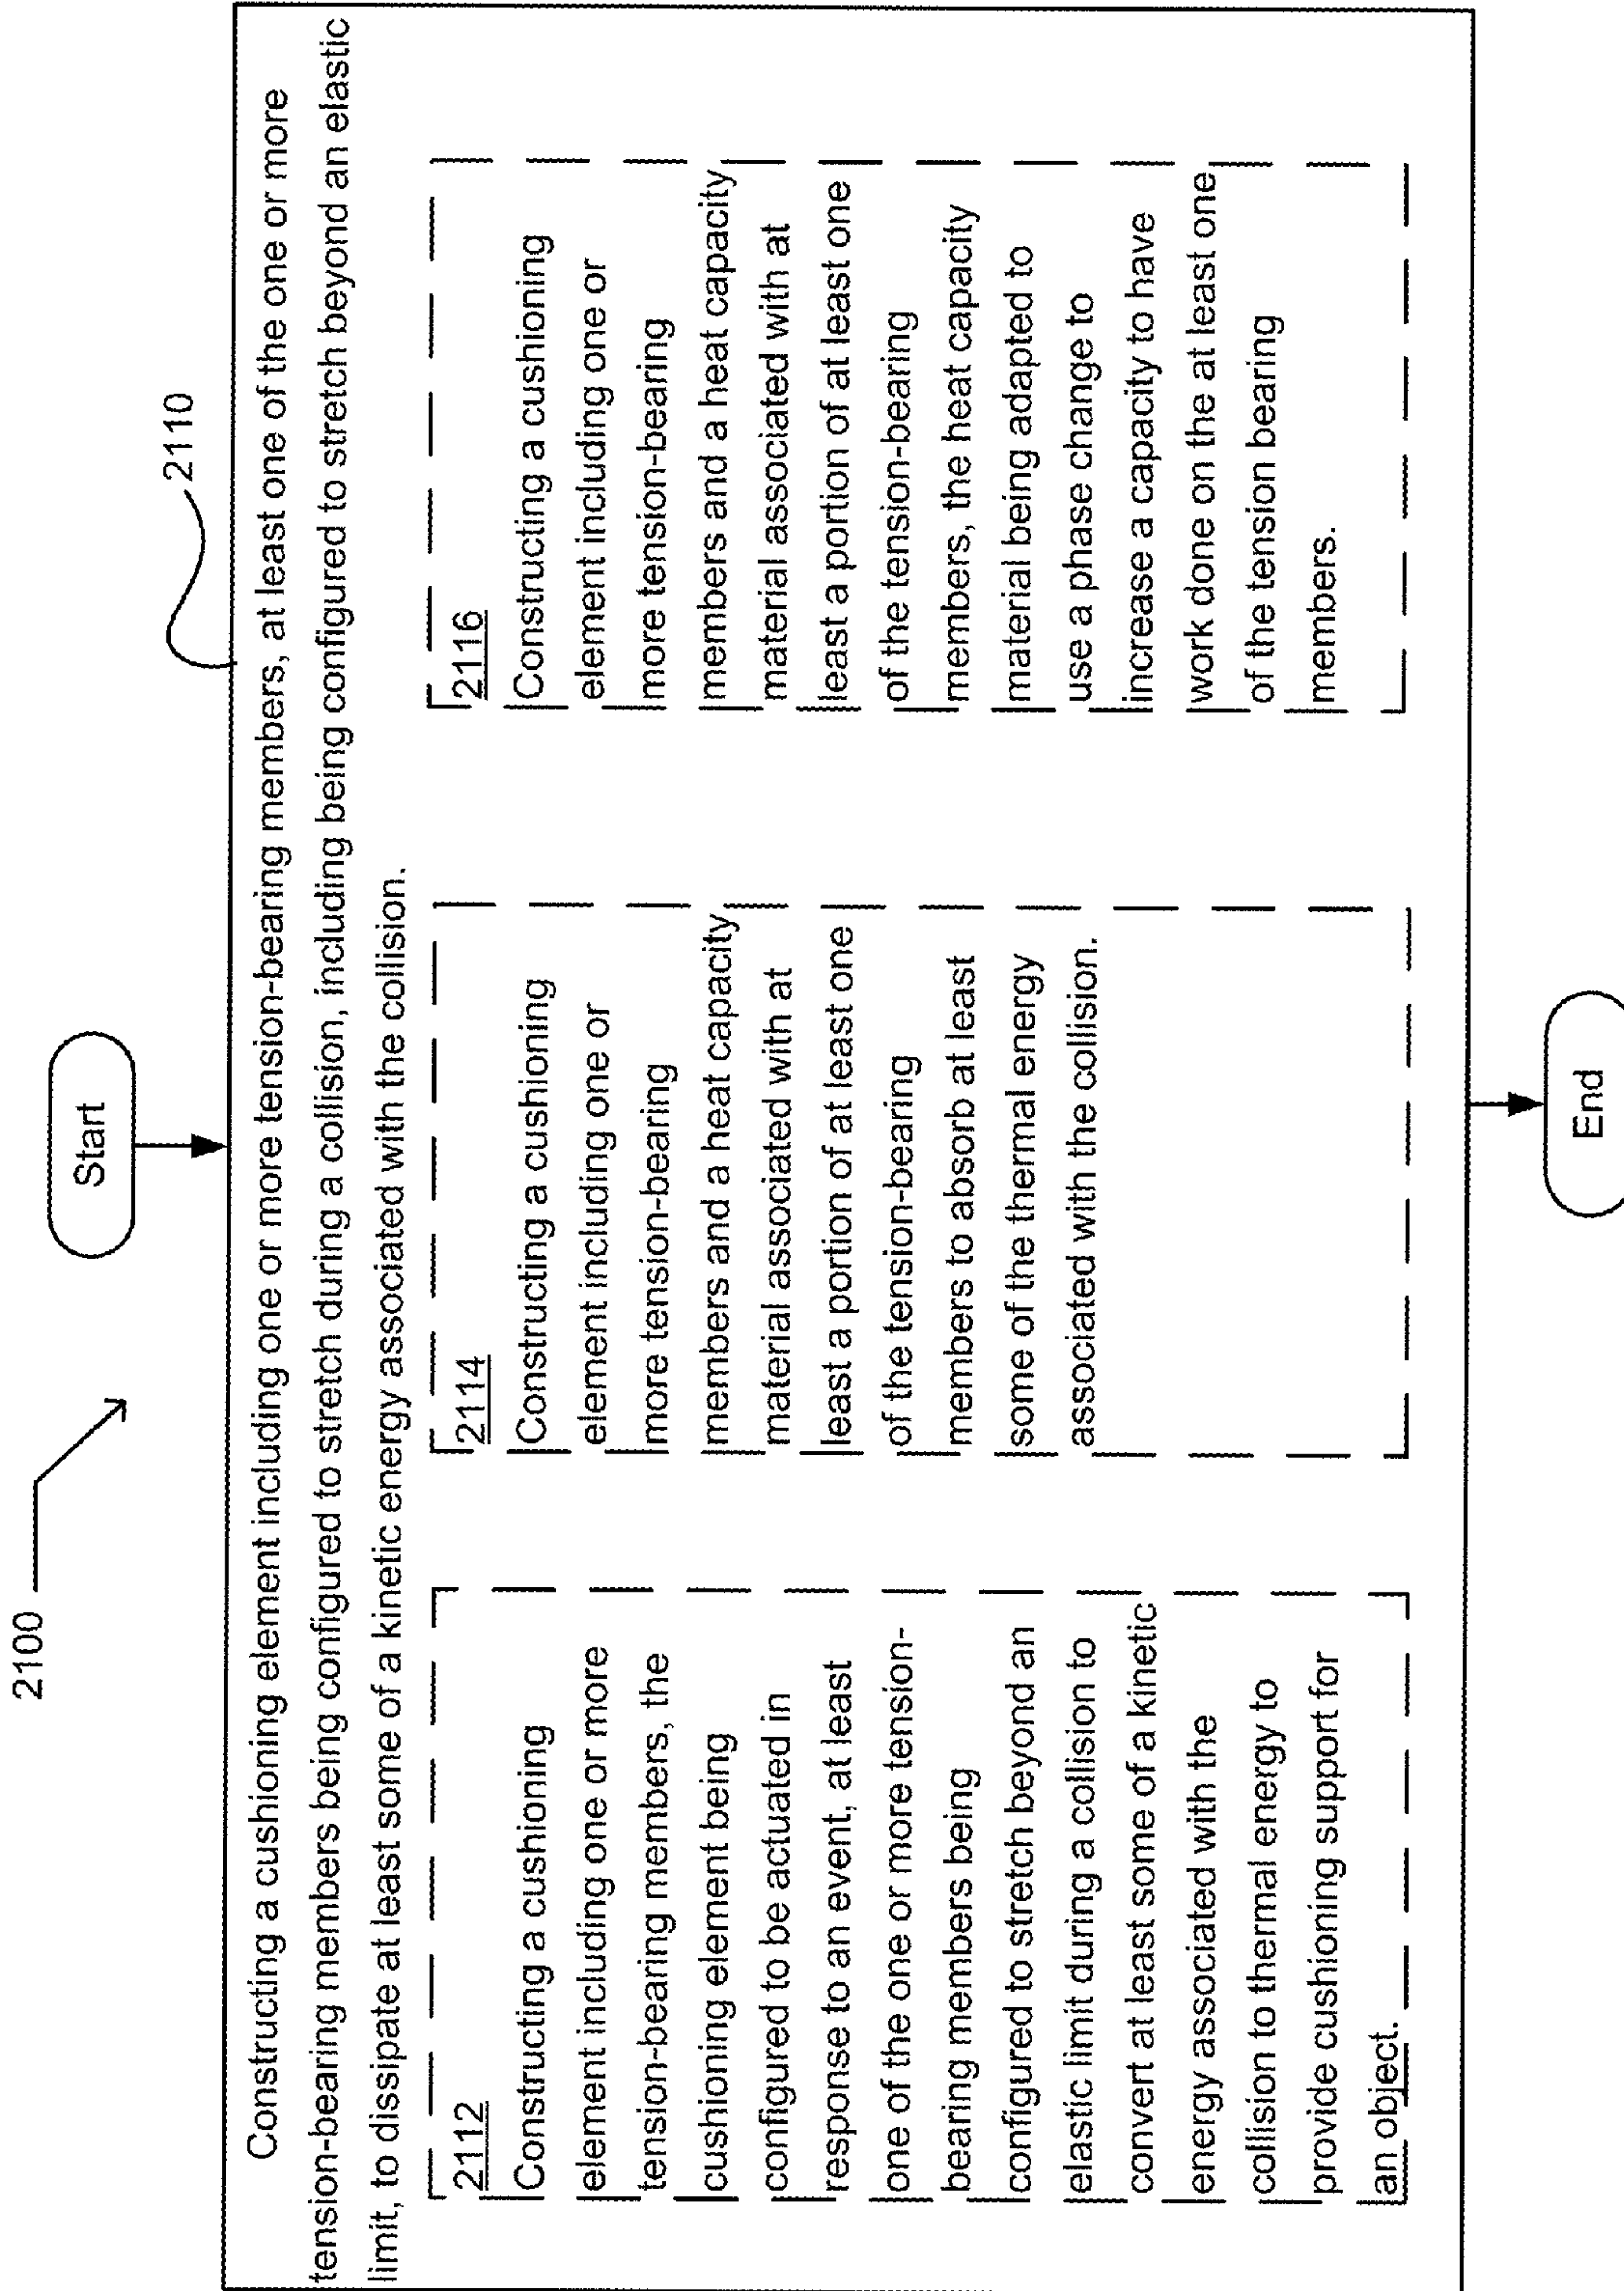 2100
Start
2110
Constructing a cushioning element including one or more tension-bearing members, at least one of the one or more
tension-bearing members being configured to stretch during a collision, including being configured to stretch beyond an elastic
limit, to dissipate at least some of a kinetic energy associated with the collision.
2112
Constructing a cushioning
element including one or more
tension-bearing members, the
cushioning element being
configured to be actuated in
response to an event, at least
one of the one or more tension-
bearing members being
configured to stretch beyond an
elastic limit during a collision to
convert at least some of a kinetic
energy associated with the
collision to thermal energy to
provide cushioning support for
an object.
2114
Constructing a cushioning
element including one or
more tension-bearing
members and a heat capacity
material associated with at
least a portion of at least one
of the tension-bearing
members to absorb at least
some of the thermal energy
associated with the collision.
2116
Constructing a cushioning
element including one or
more tension-bearing
members and a heat capacity
material associated with at
least a portion of at least one
of the tension-bearing
members, the heat capacity
material being adapted to
use a phase change to
increase a capacity to have
work done on the at least one
of the tension bearing
members.
End